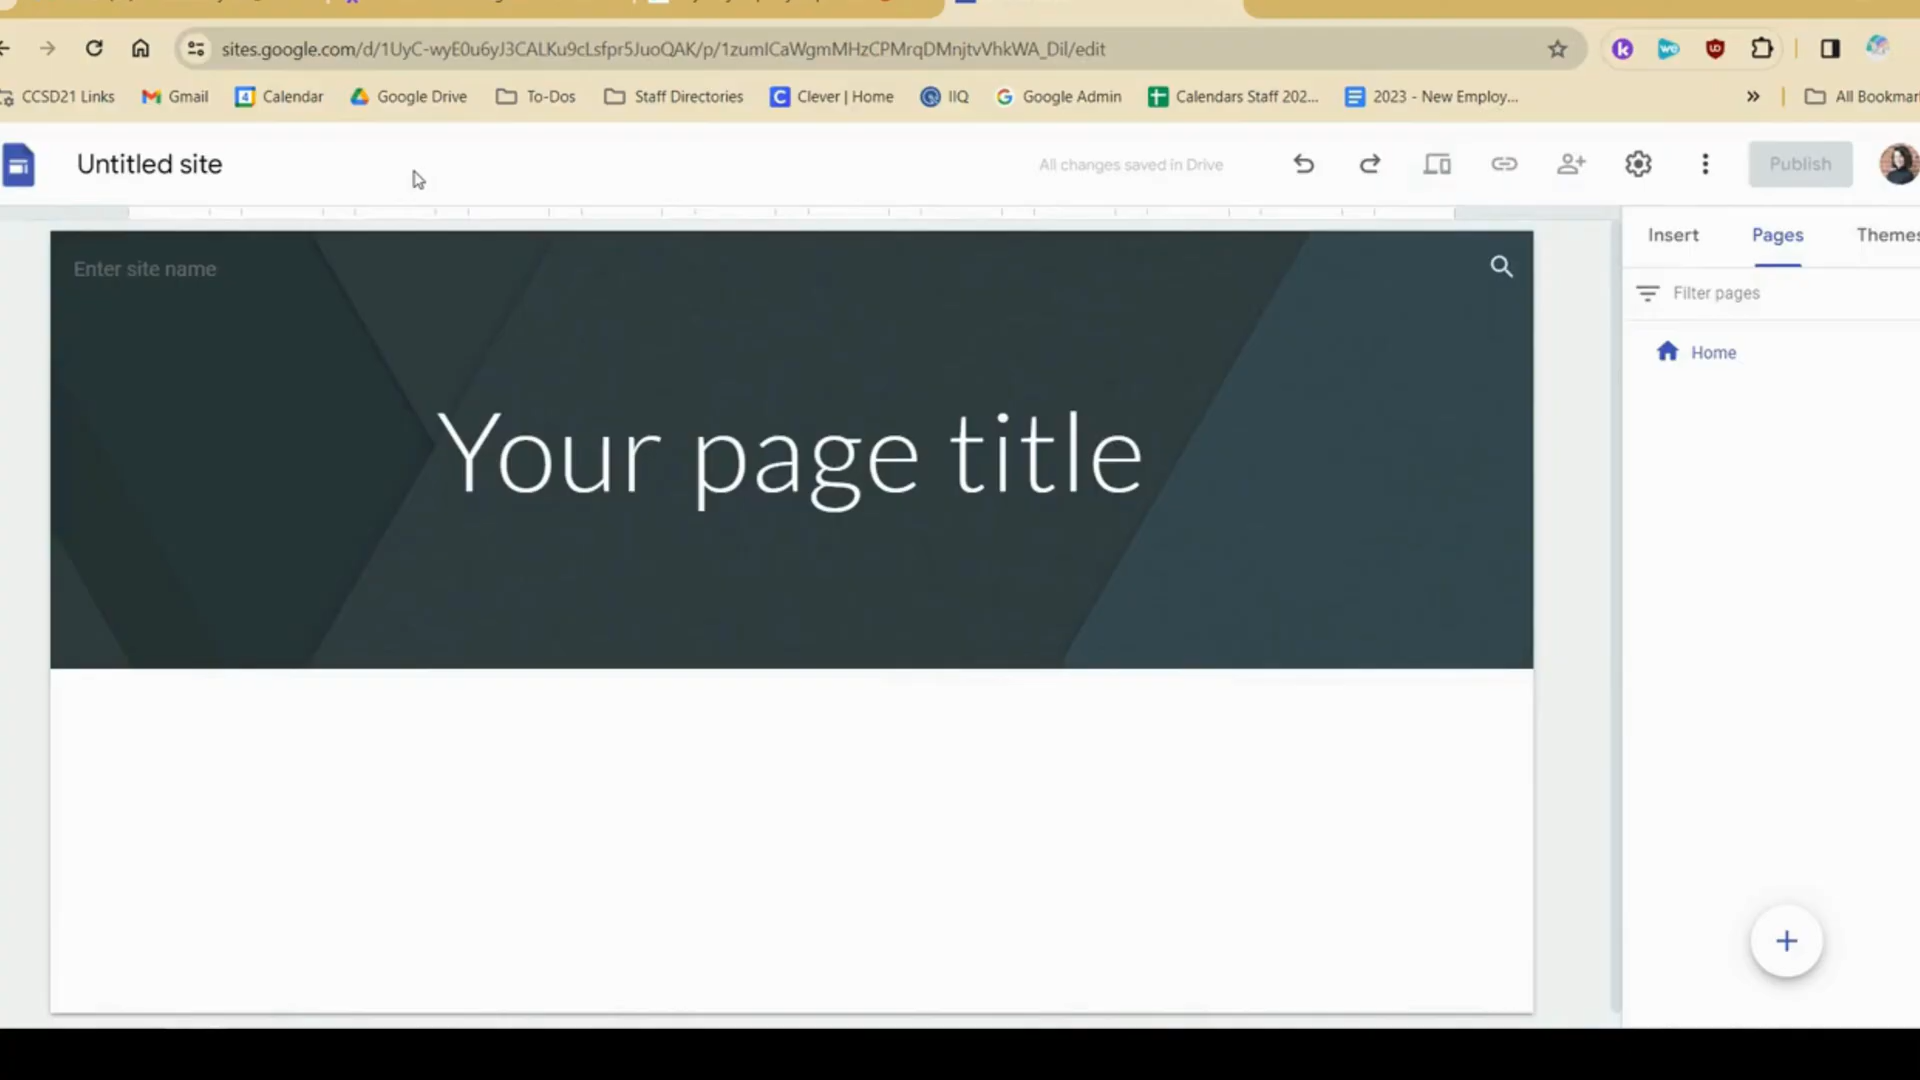 sites.google.com/d/1UyC-wyE0u6yJ3CALKu9cLsfpr5JuoQAK/p/1zumlCaWgmMHzCPMrqDMnjtvVhkWA_Dil/edit
CCSD21 Links Gmail Calendar Google Drive To-Dos Staff Directories Clever | Home IIQ Google Admin Calendars Staff 202... 2023 - New Employ... All Bookmar
Untitled site
All changes saved in Drive
Publish
Enter site name
Insert Pages Themes
Filter pages
Home
Your page title